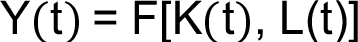 Y(t) = F[K(t), L(t)]